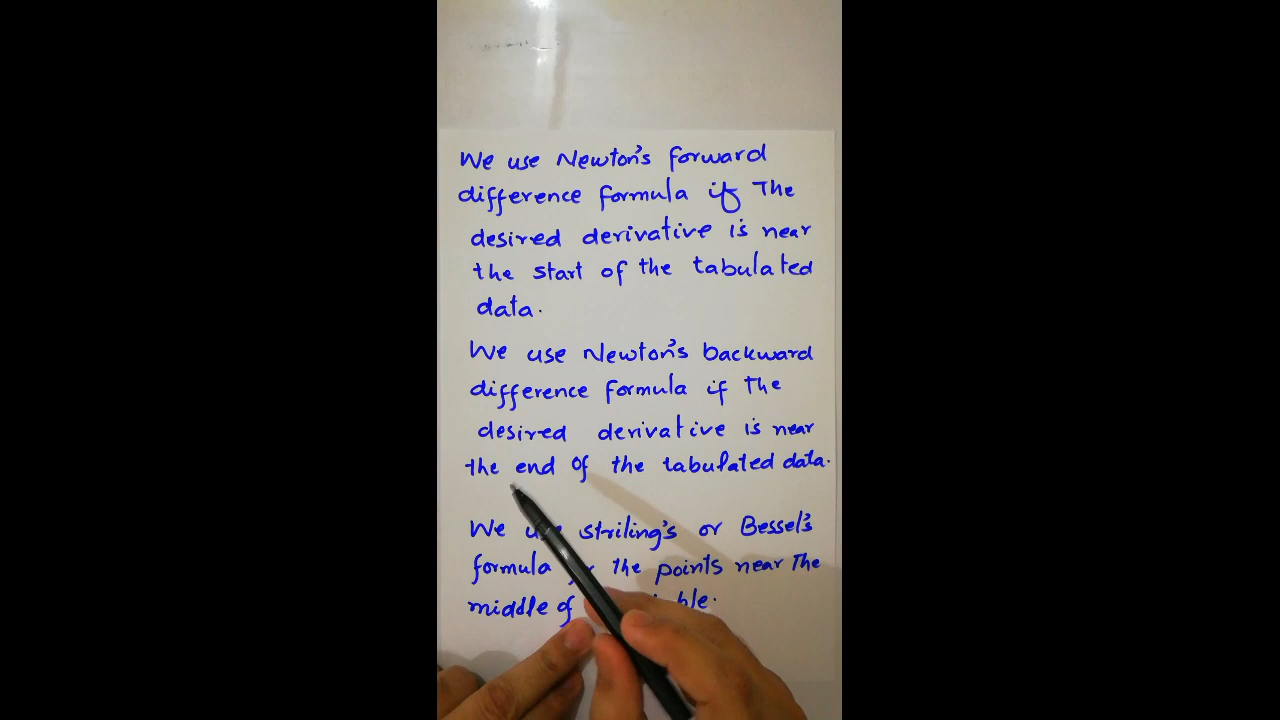 We use Newton's forward
difference formula if The
desired derivative is near
the start of the tabulated
data.
We use Newton's backward
difference formula if the
desired derivative is near
the end of the tabulated data.
We use striling's or Bessel's
formula the points near The
middle of